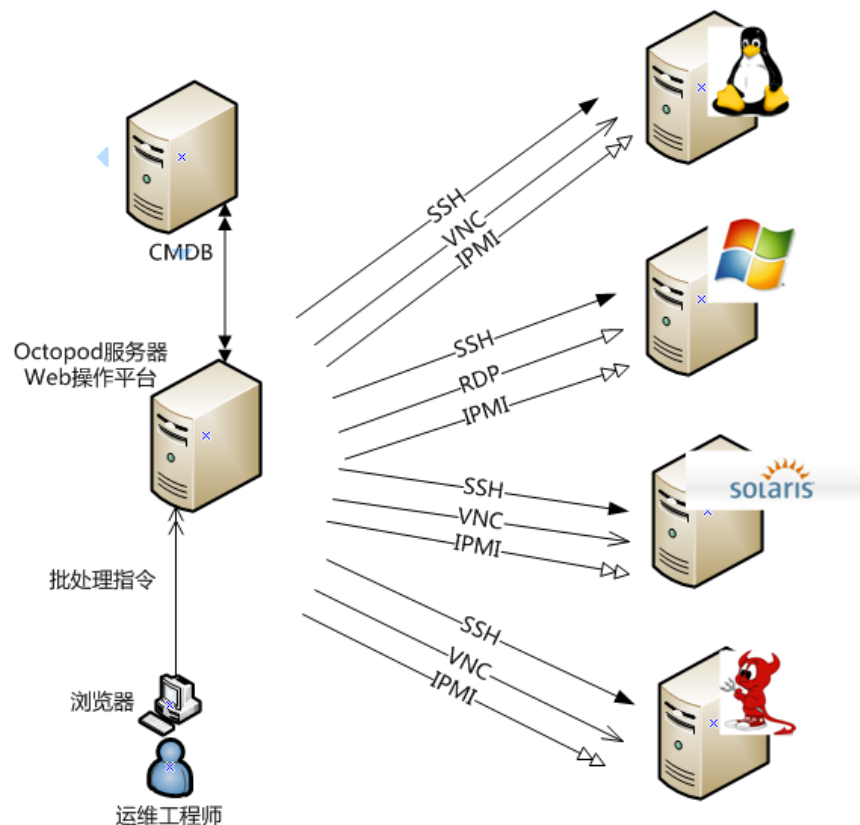 CMDB
Octopod服务器
Web操作平台
批处理指令
浏览器
运维工程师
SSH
VNC
IPMI
SSH
RDP
IPMI
SSH
VNC
IPMI
SSH
VNC
IPMI
solaris